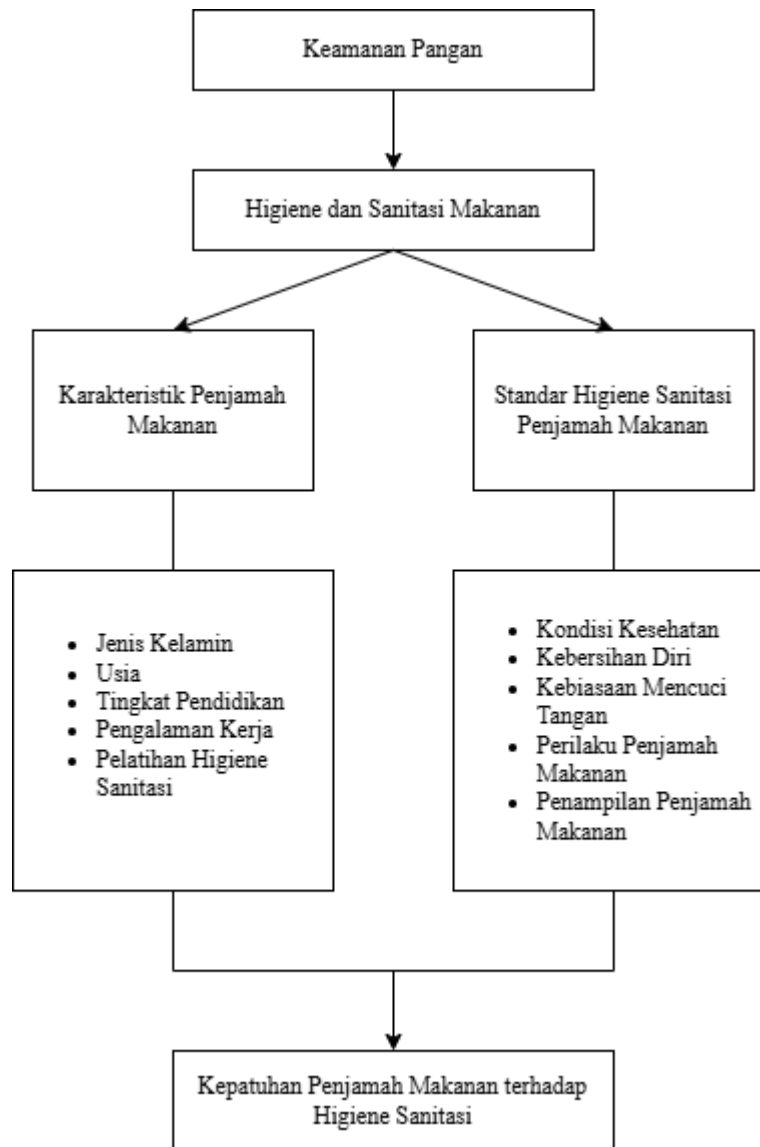 Keamanan Pangan
Higiene dan Sanitasi Makanan
Karakteristik Penjamah
Makanan
Standar Higiene Sanitasi
Penjamah Makanan
• Jenis Kelamin
• Usia
• Tingkat Pendidikan
• Pengalaman Kerja
• Pelatihan Higiene
Sanitasi
• Kondisi Kesehatan
• Kebersihan Diri
• Kebiasaan Mencuci
Tangan
• Perilaku Penjamah
Makanan
• Penampilan Penjamah
Makanan
Kepatuhan Penjamah Makanan terhadap
Higiene Sanitasi